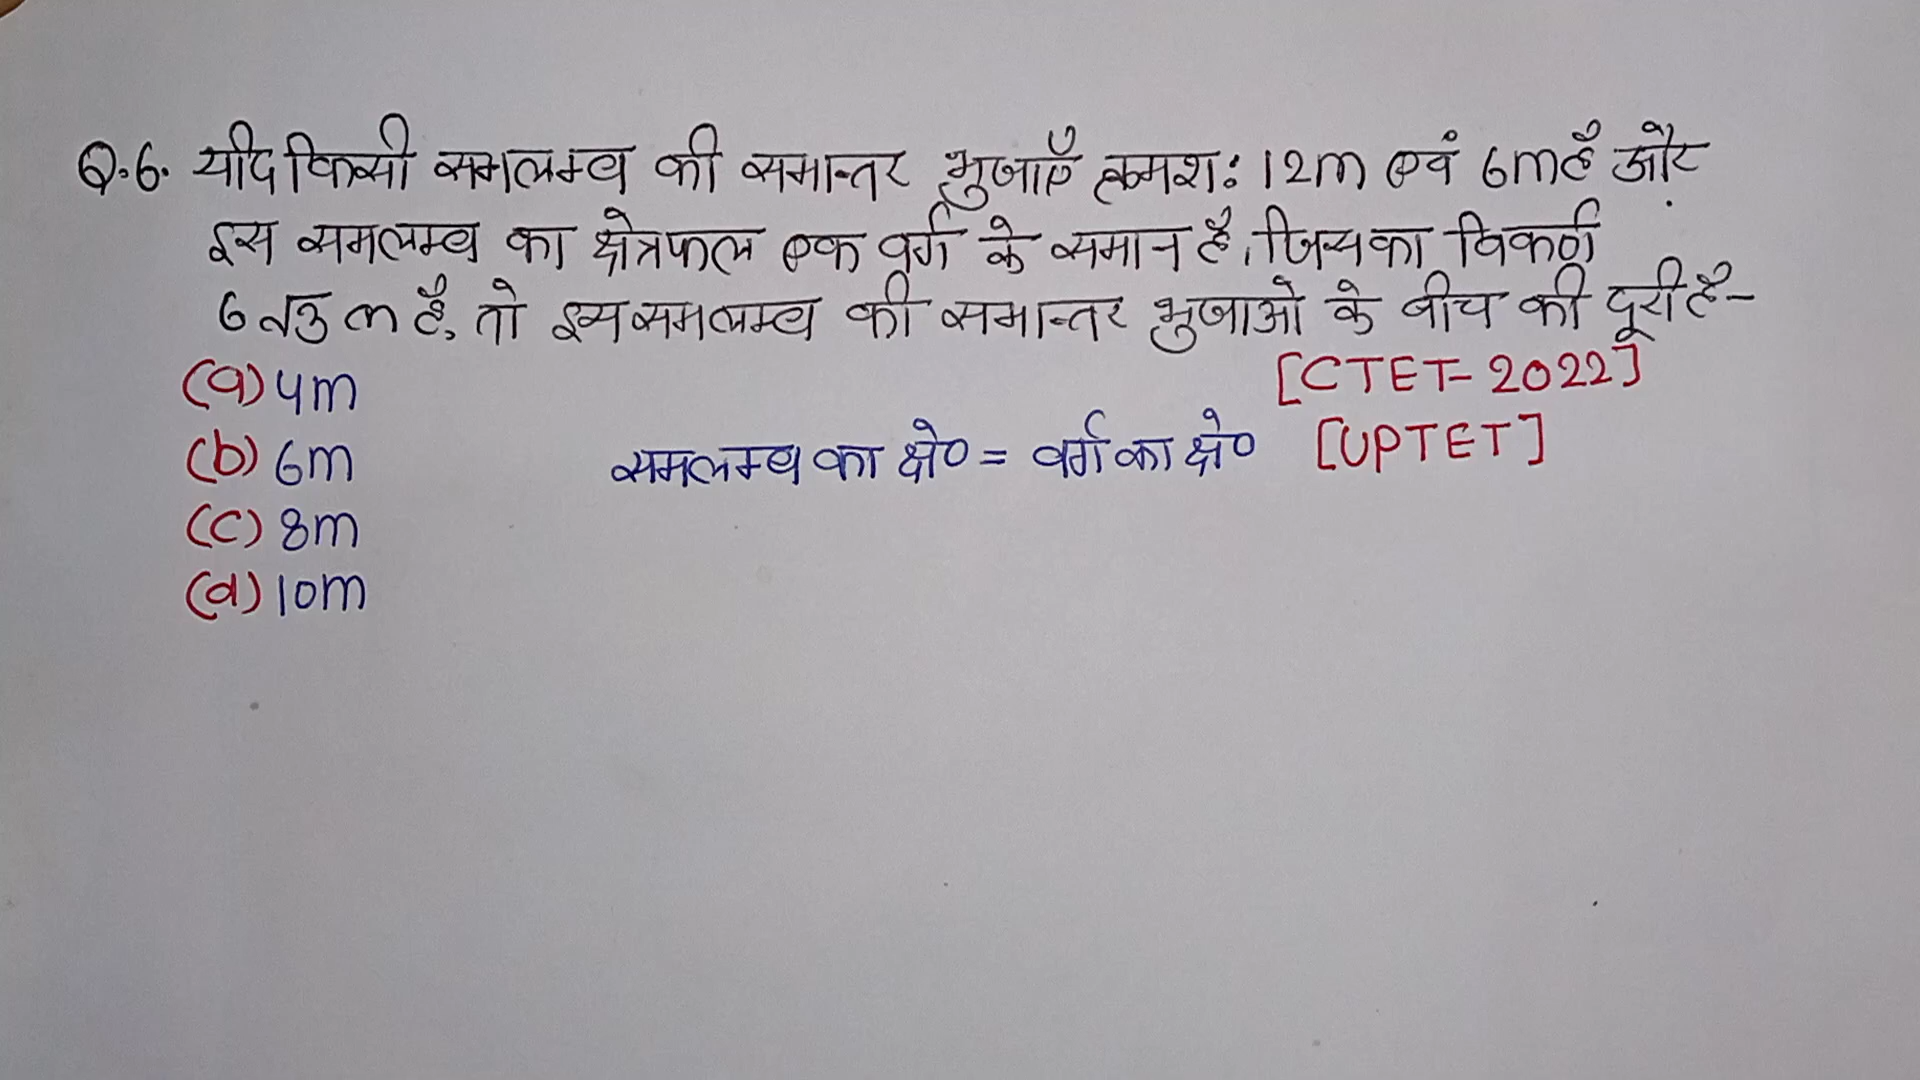 Q.6. यदि किसी समलम्ब की समान्तर भुजाएँ क्रमश: 12m एवं 6m है और
इस समलम्ब का क्षेत्रफल एक वर्ग के समान है, जिसका विकर्ण
6√3 m है, तो इस समलम्ब की समान्तर भुजाओ के बीच की दूरी है-
[CTET-2022]
(a) 4m
[UPTET]
(b) 6m
समलम्ब का क्षे० = वर्ग का क्षे०
(c) 8m
(d) 10m